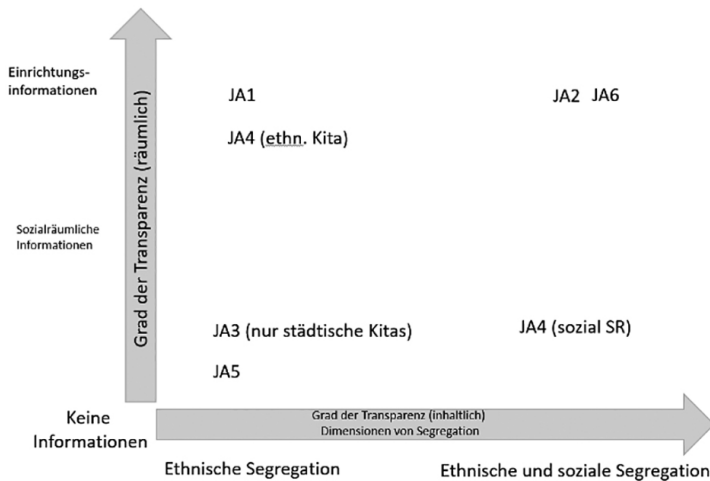 Einrichtungs-
informationen
Grad der Transparenz (räumlich)
JA1
JA2 JA6
JA4 (ethn. Kita)
Sozialräumliche
Informationen
JA3 (nur städtische Kitas)
JA4 (sozial SR)
JA5
Keine
Informationen
Grad der Transparenz (inhaltlich)
Dimensionen von Segregation
Ethnische Segregation
Ethnische und soziale Segregation